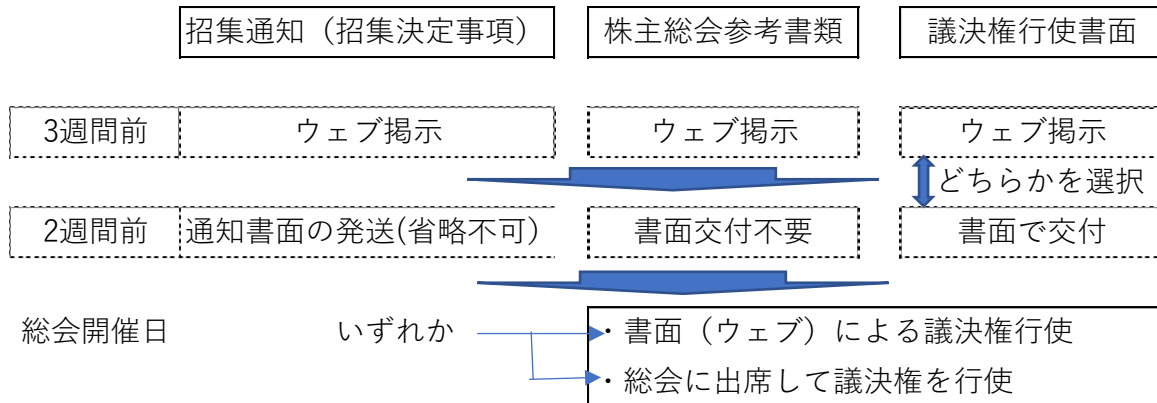 招集通知（招集決定事項） 株主総会参考書類 議決権行使書面
3週間前 ウェブ掲示 ウェブ掲示 ウェブ掲示
どちらかを選択
2週間前 通知書面の発送(省略不可) 書面交付不要 書面で交付
総会開催日 いずれか ・書面（ウェブ）による議決権行使
・総会に出席して議決権を行使